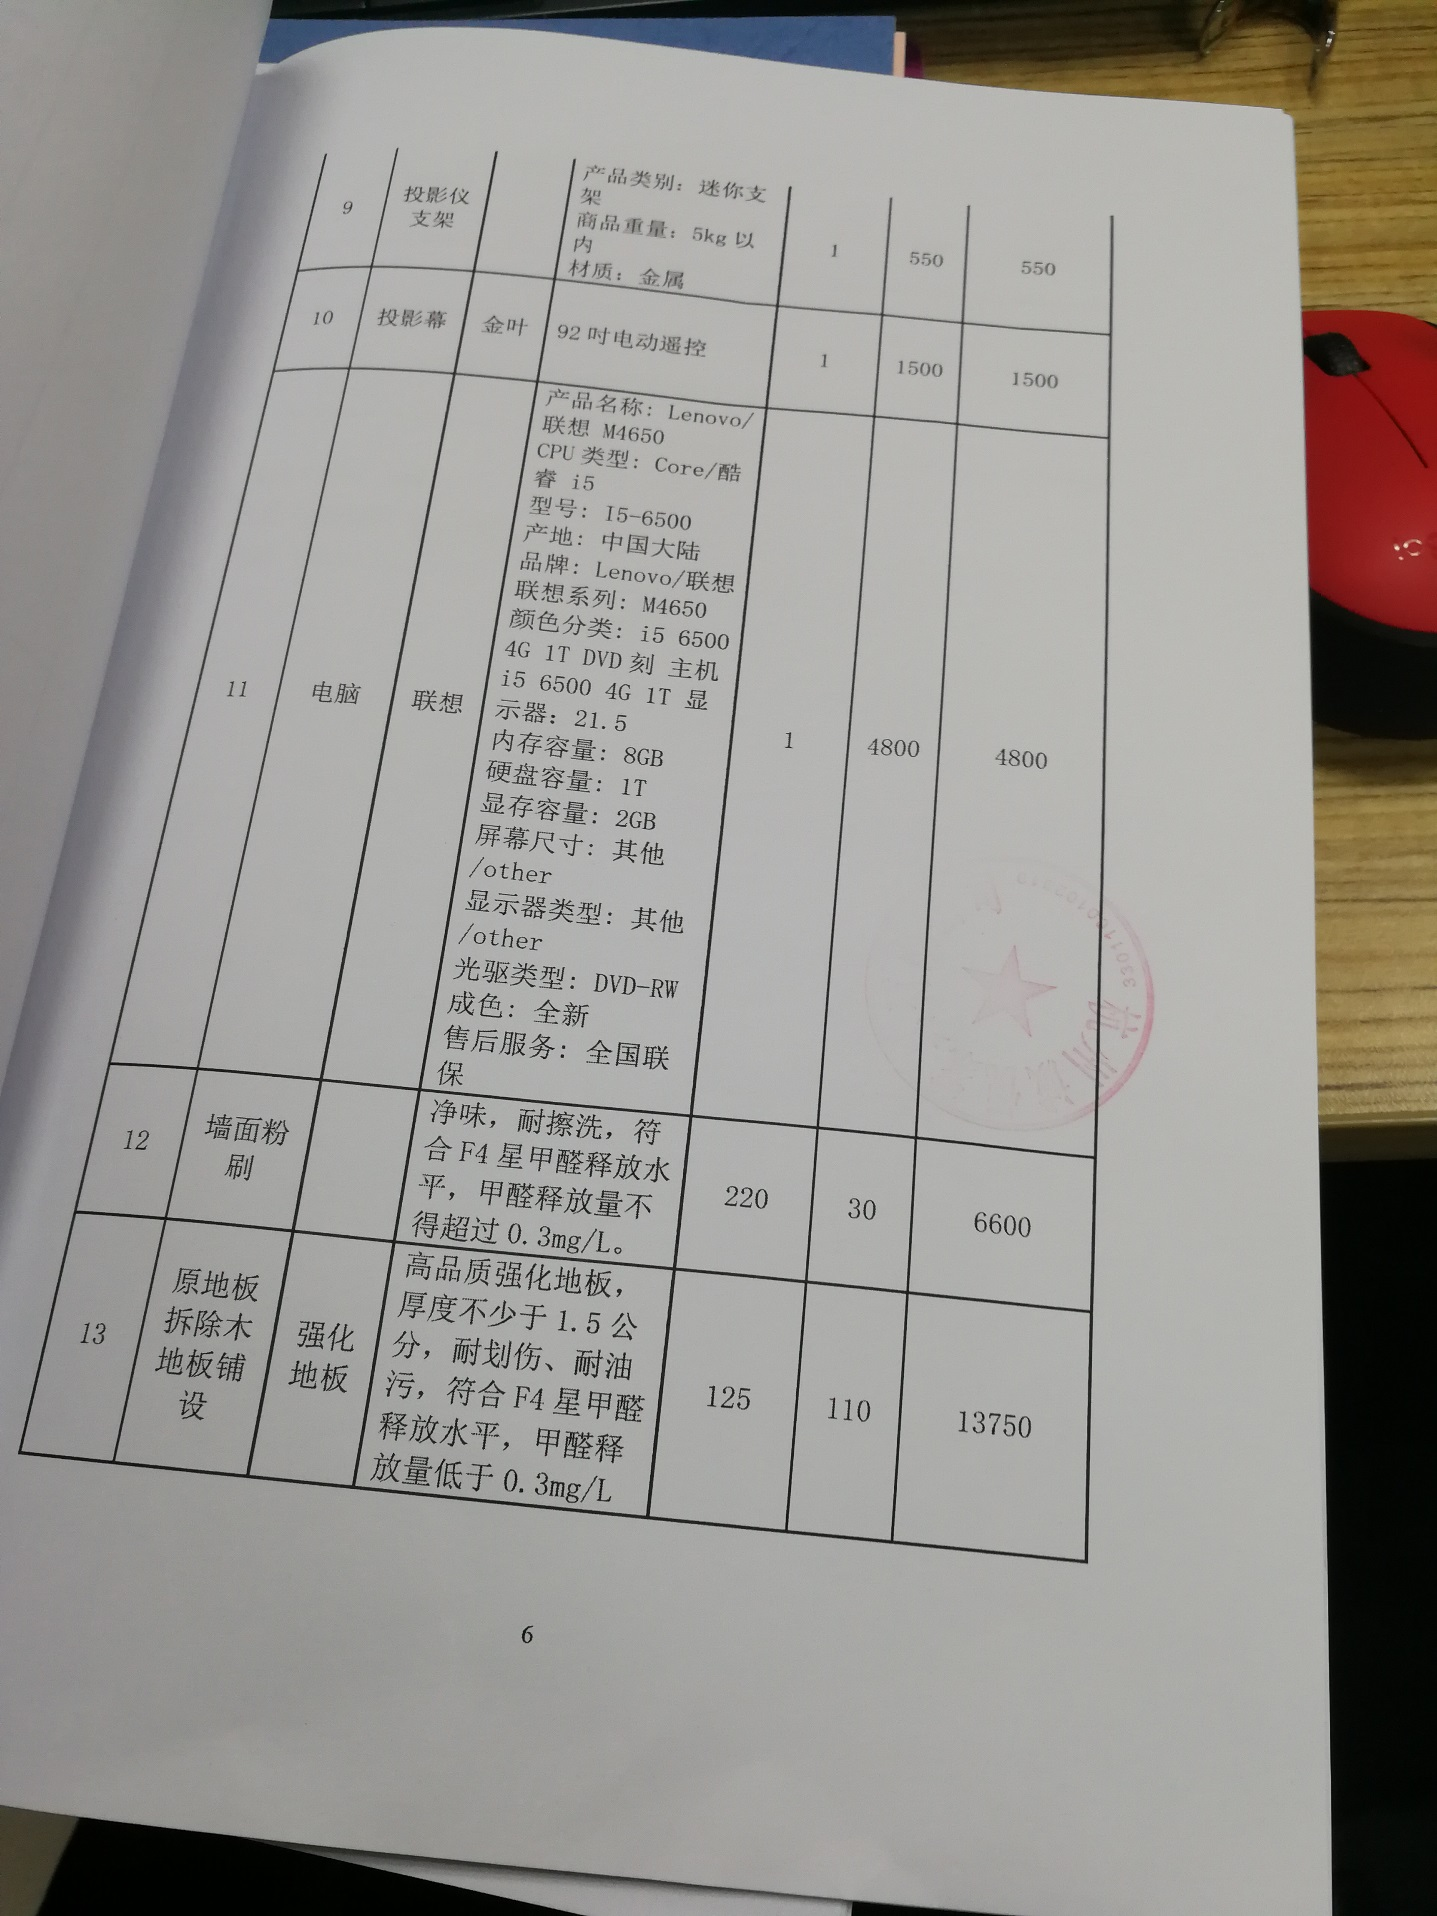 9
投影仪
支架
产品类别：迷你支
架
商品重量：5kg 以
内
材质：金属
1
550
550
10
投影幕
金叶
92 吋电动遥控
1
1500
1500
11
电脑
联想
产品名称：Lenovo/
联想 M4650
CPU 类型：Core/酷
睿 i5
型号：I5-6500
产地：中国大陆
品牌：Lenovo/联想
联想系列：M4650
颜色分类：i5 6500
4G 1T DVD 刻 主机
i5 6500 4G 1T 显
示器：21.5
内存容量：8GB
硬盘容量：1T
显存容量：2GB
屏幕尺寸：其他
/other
显示器类型：其他
/other
光驱类型：DVD-RW
成色：全新
售后服务：全国联
保
1
4800
4800
12
墙面粉
刷
净味，耐擦洗，符
合 F4 星甲醛释放水
平，甲醛释放量不
得超过 0.3mg/L。
220
30
6600
13
原地板
拆除木
地板铺
设
强化
地板
高品质强化地板，
厚度不少于 1.5 公
分，耐划伤、耐油
污，符合 F4 星甲醛
释放水平，甲醛释
放量低于 0.3mg/L
125
110
13750
杭州
6